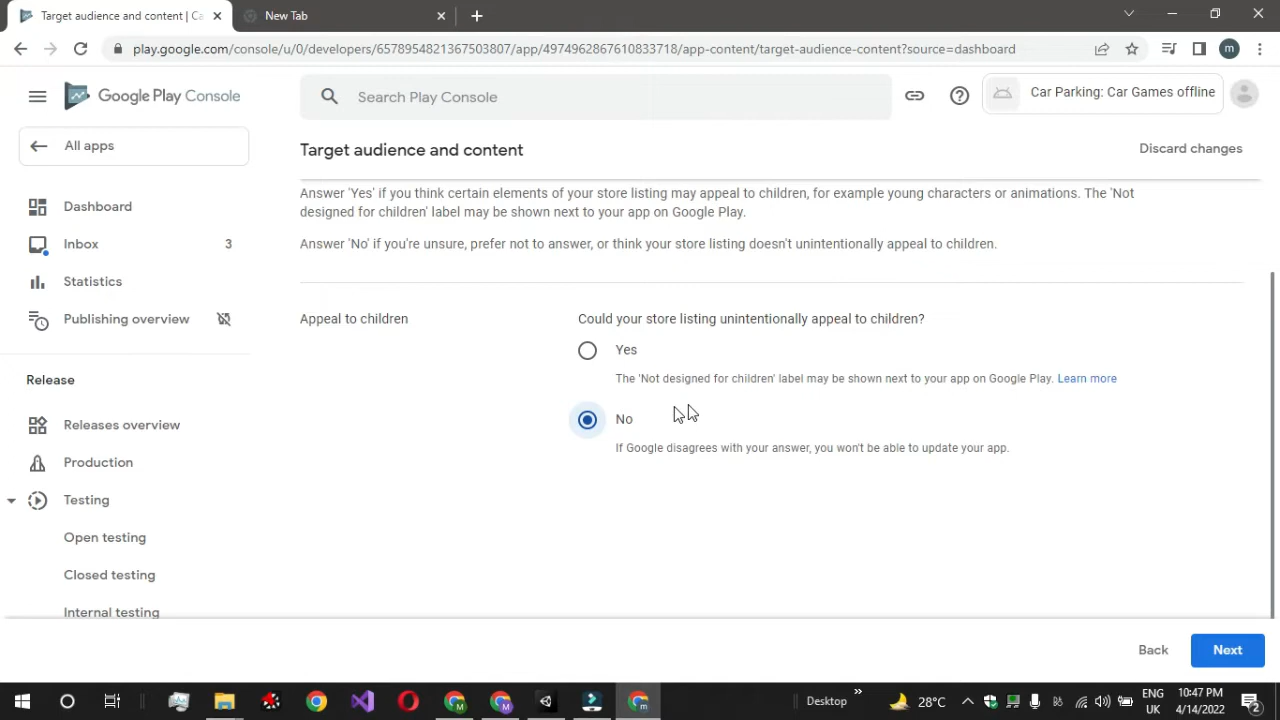 Target audience and content | Ca
New Tab
play.google.com/console/u/0/developers/6578954821367503807/app/4974962867610833718/app-content/target-audience-content?source=dashboard
m
Google Play Console
Search Play Console
Car Parking: Car Games offline
All apps
Target audience and content
Discard changes
Answer 'Yes' if you think certain elements of your store listing may appeal to children, for example young characters or animations. The 'Not
designed for children' label may be shown next to your app on Google Play.
Answer 'No' if you're unsure, prefer not to answer, or think your store listing doesn't unintentionally appeal to children.
Dashboard
Inbox 3
Statistics
Publishing overview
Release
Releases overview
Production
Testing
Open testing
Closed testing
Internal testing
Appeal to children
Could your store listing unintentionally appeal to children?
Yes
The 'Not designed for children' label may be shown next to your app on Google Play. Learn more
No
If Google disagrees with your answer, you won't be able to update your app.
Back
Next
Desktop
28°C
ENG
UK
10:47 PM
4/14/2022
2